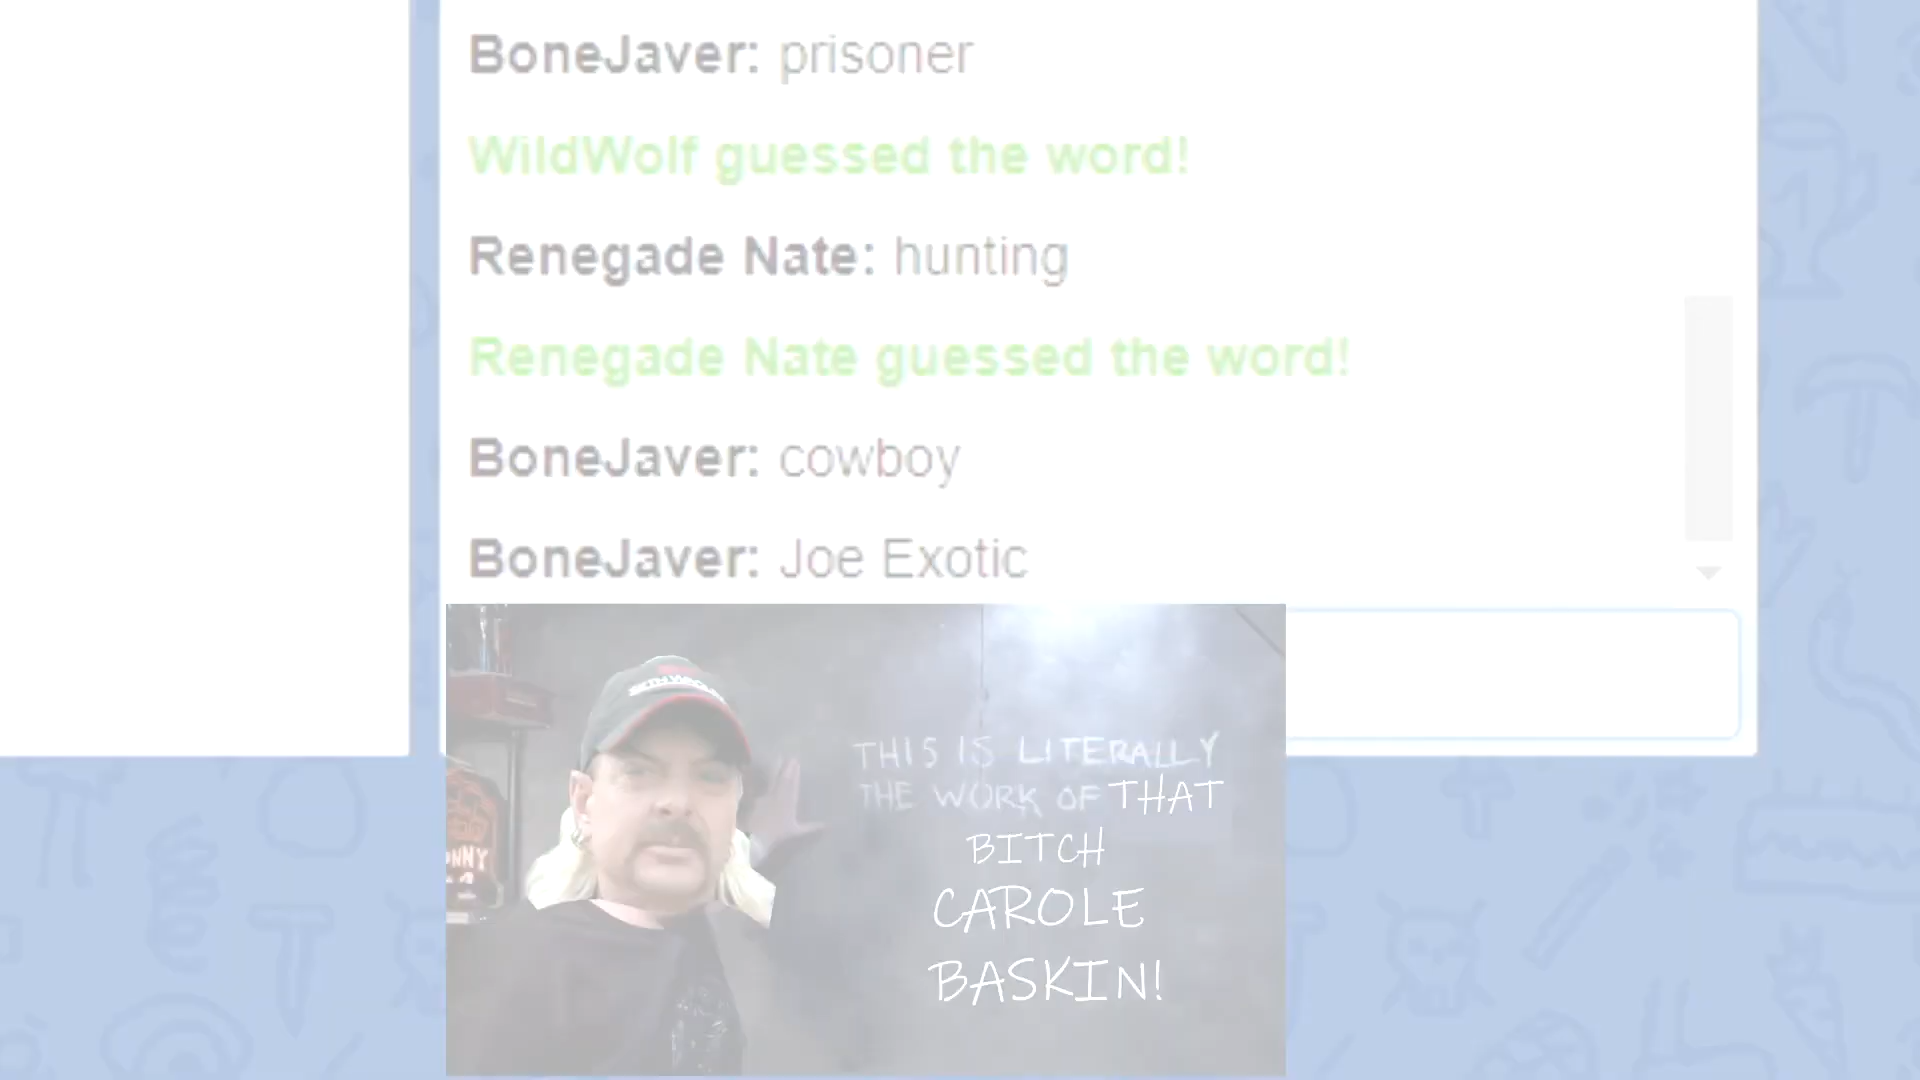 BoneJaver: prisoner
WildWolf guessed the word!
Renegade Nate: hunting
Renegade Nate guessed the word!
BoneJaver: cowboy
BoneJaver: Joe Exotic
THIS IS LITERALLY
THE WORK OF THAT
BITCH
CAROLE
BASKIN!